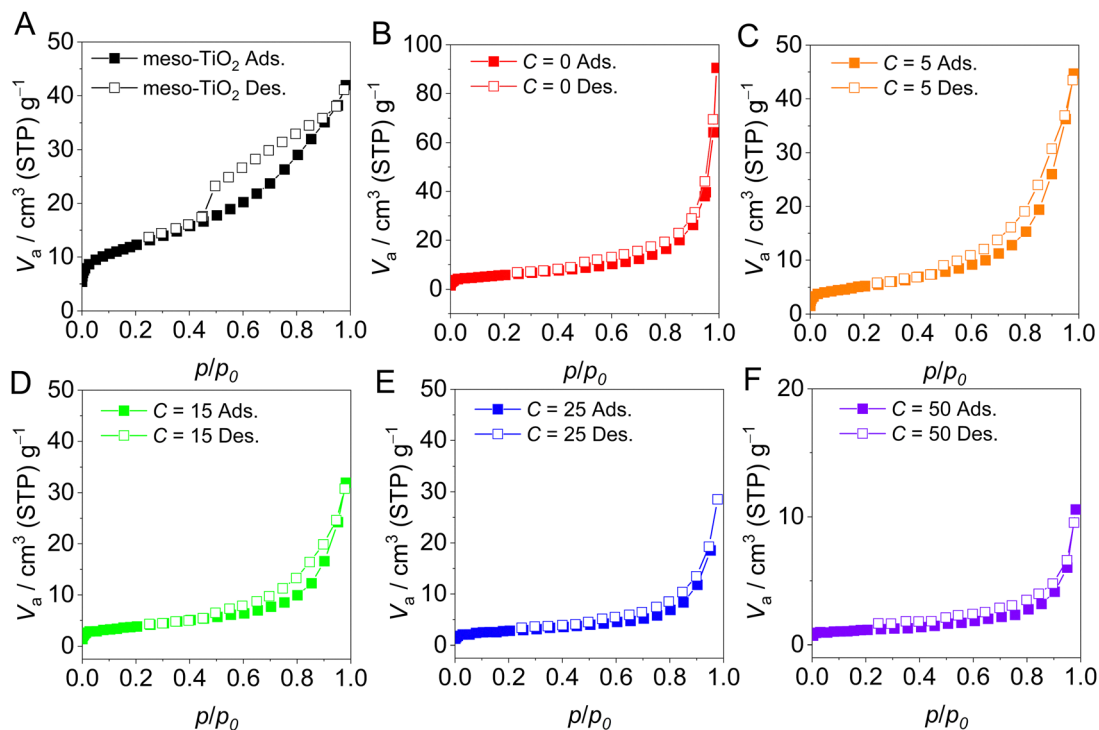 A
50
40
30
20
10
0
meso-TiO₂ Ads.
meso-TiO₂ Des.
Vₐ / cm³ (STP) g⁻¹
0.0 0.2 0.4 0.6 0.8 1.0
p/p₀
B
100
80
60
40
20
0
C = 0 Ads.
C = 0 Des.
Vₐ / cm³ (STP) g⁻¹
0.0 0.2 0.4 0.6 0.8 1.0
p/p₀
C
50
40
30
20
10
0
C = 5 Ads.
C = 5 Des.
Vₐ / cm³ (STP) g⁻¹
0.0 0.2 0.4 0.6 0.8 1.0
p/p₀
D
50
40
30
20
10
0
C = 15 Ads.
C = 15 Des.
Vₐ / cm³ (STP) g⁻¹
0.0 0.2 0.4 0.6 0.8 1.0
p/p₀
E
50
40
30
20
10
0
C = 25 Ads.
C = 25 Des.
Vₐ / cm³ (STP) g⁻¹
0.0 0.2 0.4 0.6 0.8 1.0
p/p₀
F
20
10
0
C = 50 Ads.
C = 50 Des.
Vₐ / cm³ (STP) g⁻¹
0.0 0.2 0.4 0.6 0.8 1.0
p/p₀